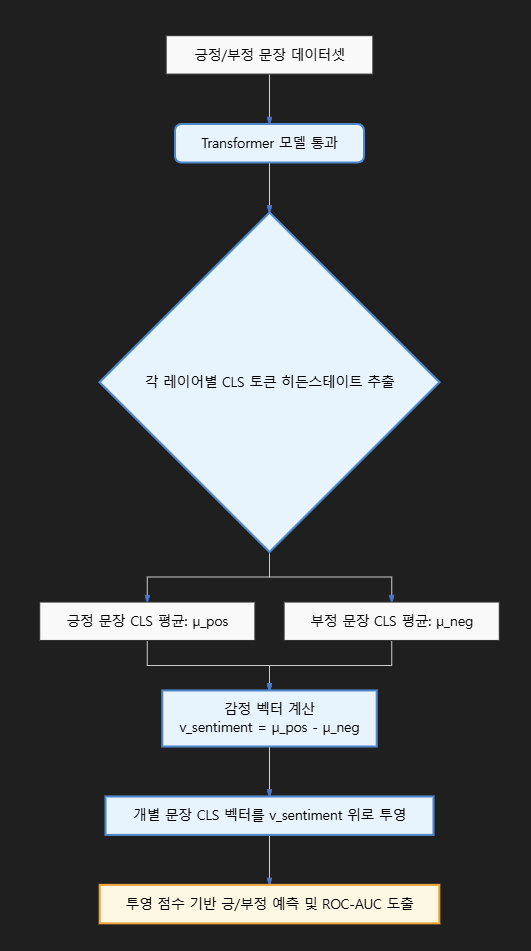 긍정/부정 문장 데이터셋
Transformer 모델 통과
각 레이어별 CLS 토큰 히든스테이트 추출
긍정 문장 CLS 평균: μ_pos
부정 문장 CLS 평균: μ_neg
감정 벡터 계산
v_sentiment = μ_pos - μ_neg
개별 문장 CLS 벡터를 v_sentiment 위로 투영
투영 점수 기반 긍/부정 예측 및 ROC-AUC 도출